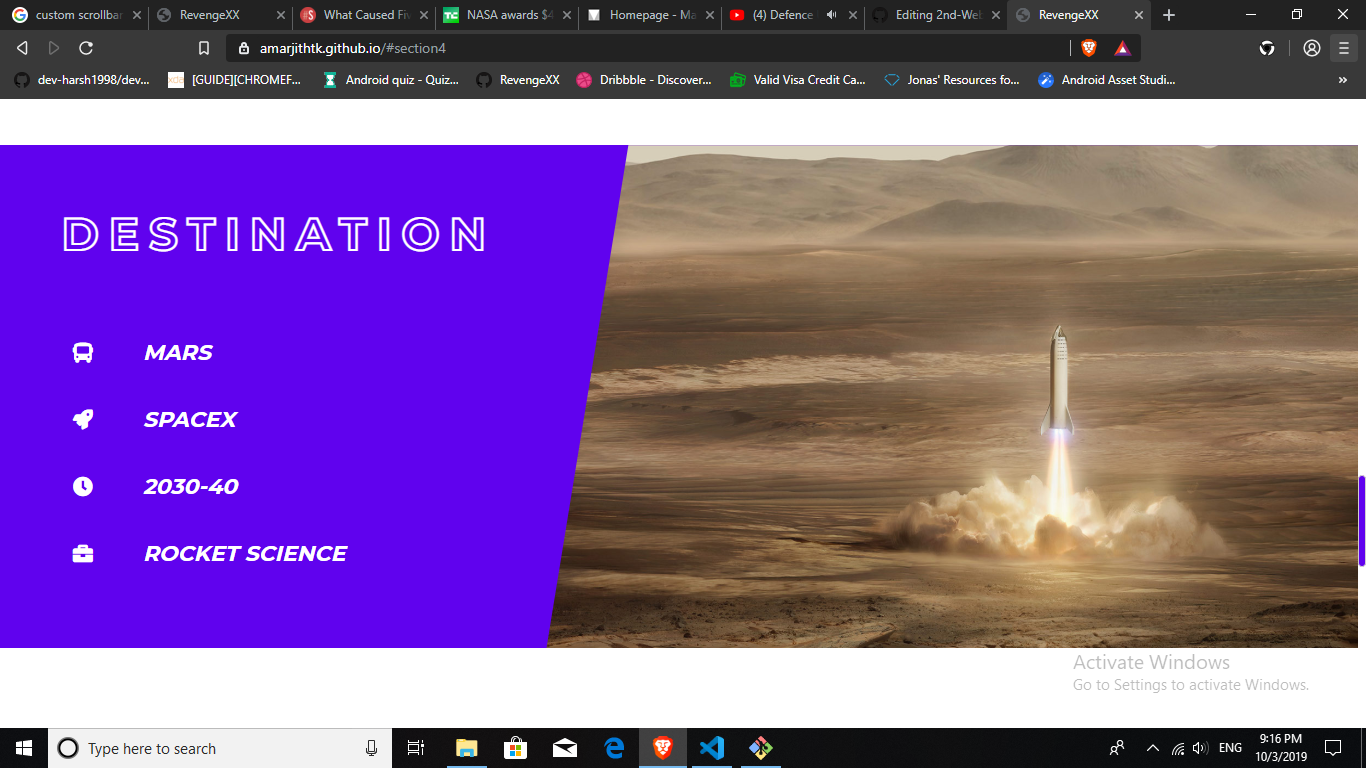 custom scrollbar
RevengeXX
What Caused Fiv
NASA awards $4
Homepage - Ma
(4) Defence
Editing 2nd-Web
RevengeXX
amarjithtk.github.io/#section4
dev-harsh1998/dev...
[GUIDE][CHROMEF...
Android quiz - Quiz...
RevengeXX
Dribbble - Discover...
Valid Visa Credit Ca...
Jonas' Resources fo...
Android Asset Studi...
»
DESTINATION
MARS
SPACEX
2030-40
ROCKET SCIENCE
Activate Windows
Go to Settings to activate Windows.
Type here to search
ENG
9:16 PM
10/3/2019